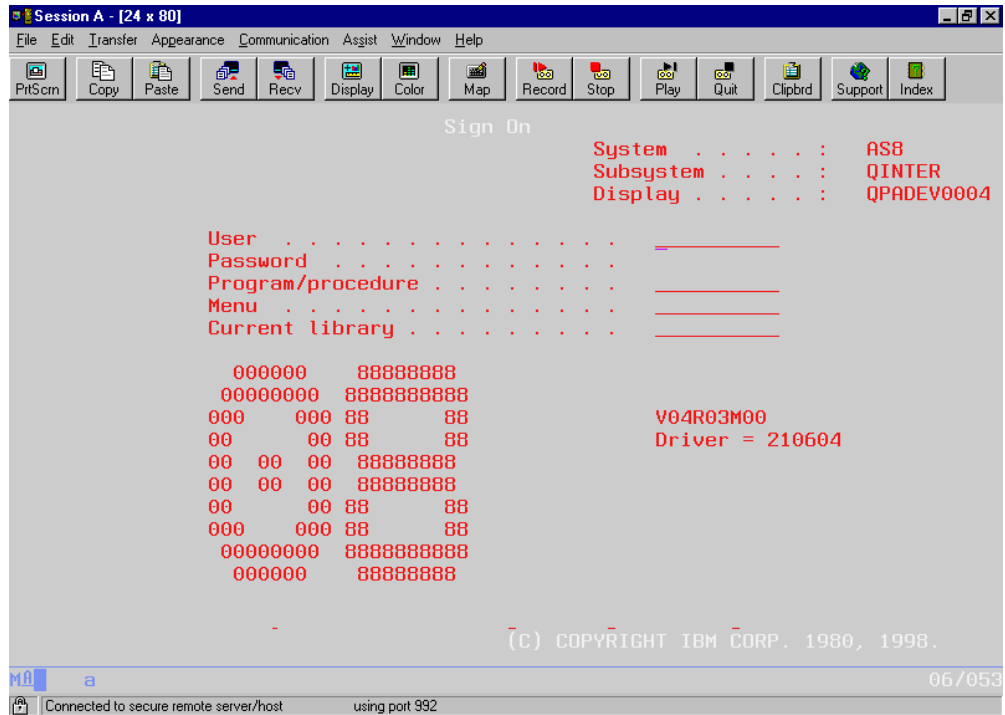 Session A - [24 x 80]
File Edit Transfer Appearance Communication Assist Window Help
PrtScrn Copy Paste Send Recv Display Color Map Record Stop Play Quit Clipbrd Support Index
Sign On
System . . . . . : AS8
Subsystem . . . . : QINTER
Display . . . . . : QPADEV0004
User . . . . . . . . . . . . . .
Password . . . . . . . . . . . .
Program/procedure . . . . . . . .
Menu . . . . . . . . . . . . . .
Current library . . . . . . . . .
000000 88888888
00000000 8888888888
000 000 88 88 V04R03M00
00 00 88 88 Driver = 210604
00 00 00 88888888
00 00 00 88888888
00 00 88 88
000 000 88 88
00000000 8888888888
000000 88888888
(C) COPYRIGHT IBM CORP. 1980, 1998.
MA a 06/053
Connected to secure remote server/host using port 992